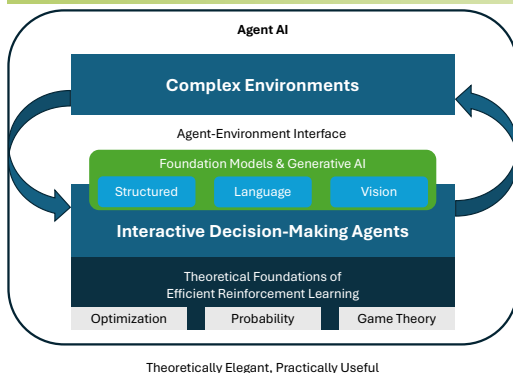 Agent AI
Complex Environments
Agent-Environment Interface
Foundation Models & Generative AI
Structured
Language
Vision
Interactive Decision-Making Agents
Theoretical Foundations of
Efficient Reinforcement Learning
Optimization
Probability
Game Theory
Theoretically Elegant, Practically Useful